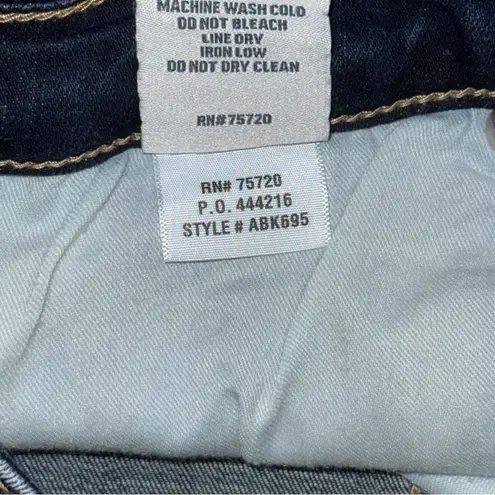 MACHINE WASH COLD
DO NOT BLEACH
LINE DRY
IRON LOW
DO NOT DRY CLEAN
RN#75720
RN# 75720
P.O. 444216
STYLE # ABK695